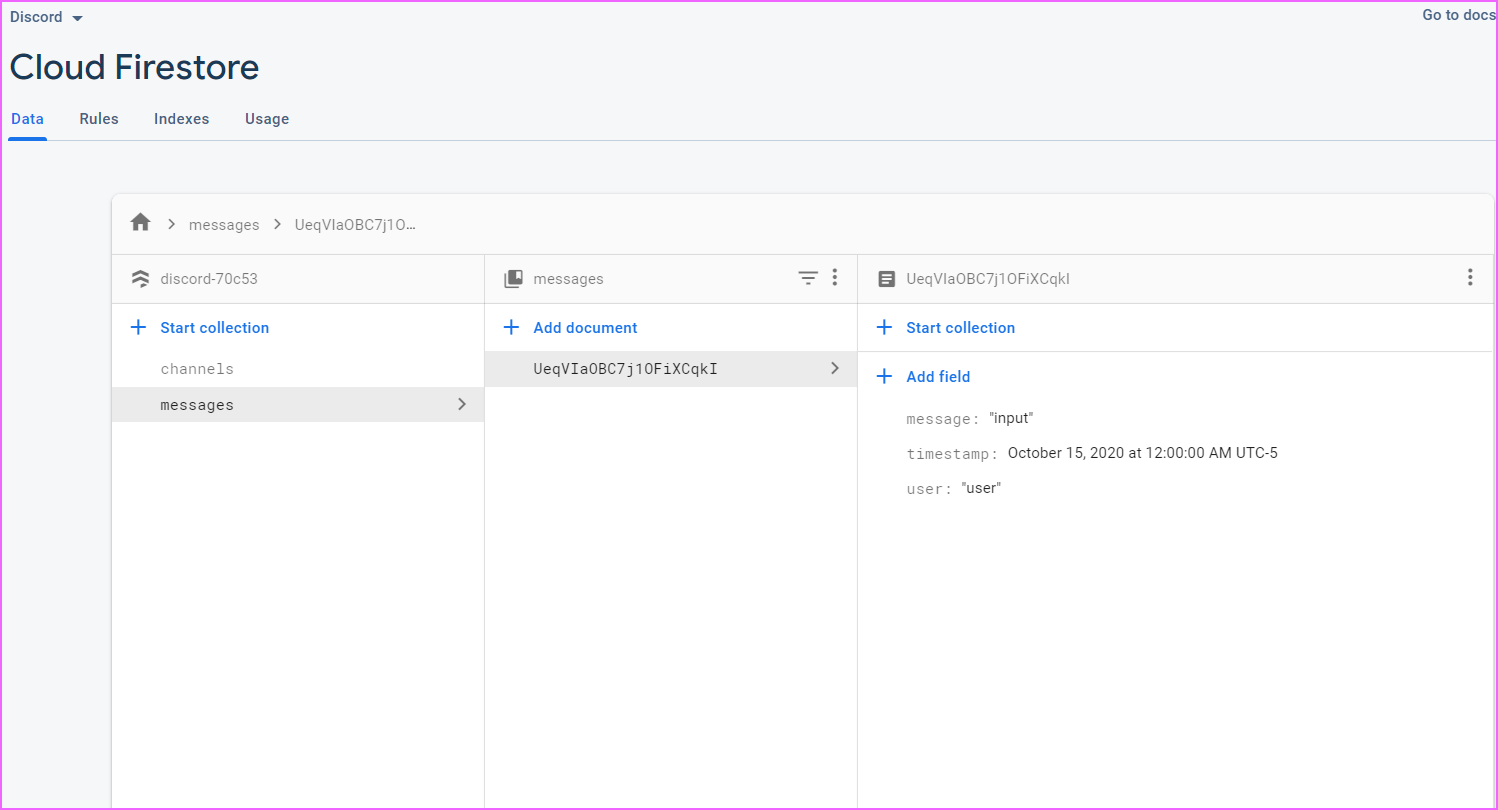 Discord
Go to docs
Cloud Firestore
Data Rules Indexes Usage
messages UeqVIaOBC7j1O...
discord-70c53 messages UeqVIaOBC7j1OFiXCqkI
Start collection Add document Start collection
channels UeqVIaOBC7j1OFiXCqkI
Add field
messages
message: "input"
timestamp: October 15, 2020 at 12:00:00 AM UTC-5
user: "user"